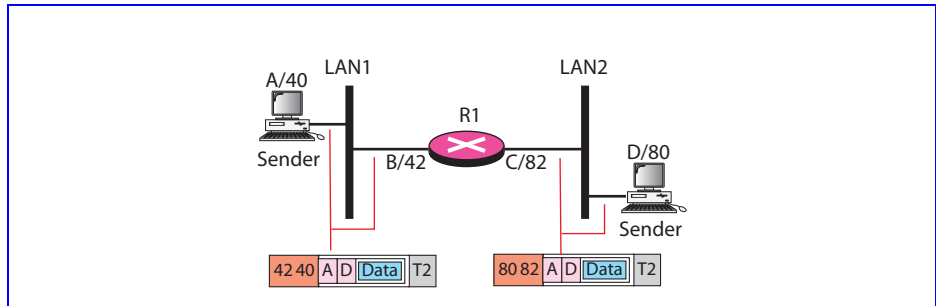 LAN1
LAN2
A/40
R1
Sender
B/42
C/82
D/80
Sender
42 40 A D Data T2
80 82 A D Data T2